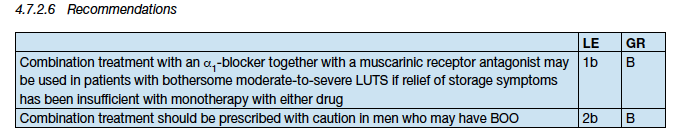 4.7.2.6 Recommendations
LE GR
Combination treatment with an α1-blocker together with a muscarinic receptor antagonist may 1b B
be used in patients with bothersome moderate-to-severe LUTS if relief of storage symptoms
has been insufficient with monotherapy with either drug
Combination treatment should be prescribed with caution in men who may have BOO 2b B